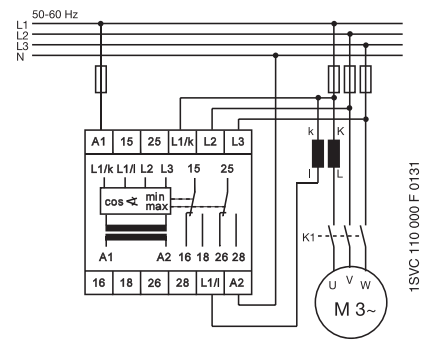 50-60 Hz
L1
L2
L3
N
k K
l L
A1 15 25 L1/k L2 L3
L1/k L1/l L2 L3 15 25
cos ∢ min
max
A1 A2 16 18 26 28
16 18 26 28 L1/l A2
K1
U V W
M 3~
1SVC 110 000 F 0131